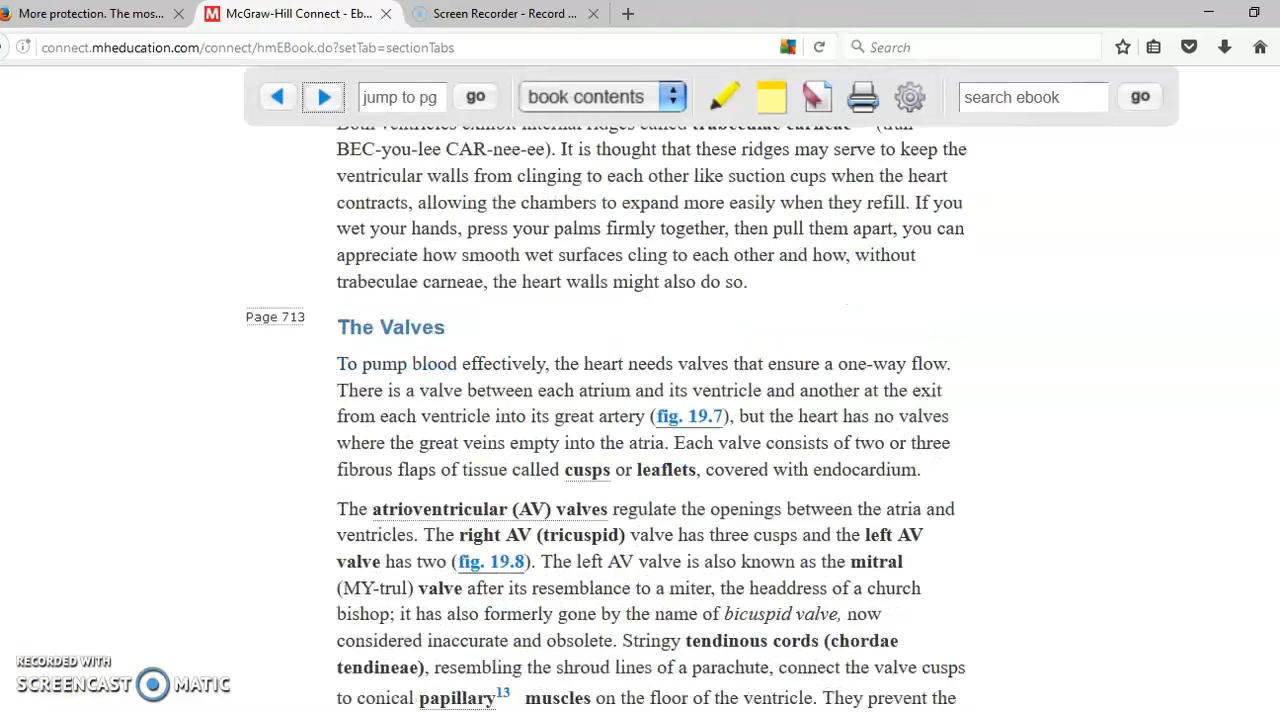 More protection. The mos...
McGraw-Hill Connect - Eb...
Screen Recorder - Record ...
connect.mheducation.com/connect/hmEBook.do?setTab=sectionTabs
Search
jump to pg
go
book contents
search ebook
go
Both ventricles exhibit internal ridges called trabeculae carneae
BEC-you-lee CAR-nee-ee). It is thought that these ridges may serve to keep the
ventricular walls from clinging to each other like suction cups when the heart
contracts, allowing the chambers to expand more easily when they refill. If you
wet your hands, press your palms firmly together, then pull them apart, you can
appreciate how smooth wet surfaces cling to each other and how, without
trabeculae carneae, the heart walls might also do so.
Page 713
The Valves
To pump blood effectively, the heart needs valves that ensure a one-way flow.
There is a valve between each atrium and its ventricle and another at the exit
from each ventricle into its great artery (fig. 19.7), but the heart has no valves
where the great veins empty into the atria. Each valve consists of two or three
fibrous flaps of tissue called cusps or leaflets, covered with endocardium.
The atrioventricular (AV) valves regulate the openings between the atria and
ventricles. The right AV (tricuspid) valve has three cusps and the left AV
valve has two (fig. 19.8). The left AV valve is also known as the mitral
(MY-trul) valve after its resemblance to a miter, the headdress of a church
bishop; it has also formerly gone by the name of bicuspid valve, now
considered inaccurate and obsolete. Stringy tendinous cords (chordae
tendineae), resembling the shroud lines of a parachute, connect the valve cusps
to conical papillary13 muscles on the floor of the ventricle. They prevent the
RECORDED WITH
SCREENCAST MATIC